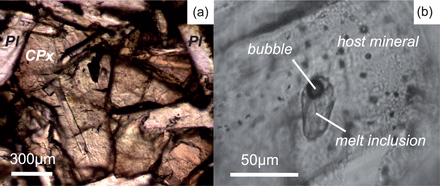 (a)
Pl
CPx
Pl
300µm
(b)
host mineral
bubble
melt inclusion
50µm